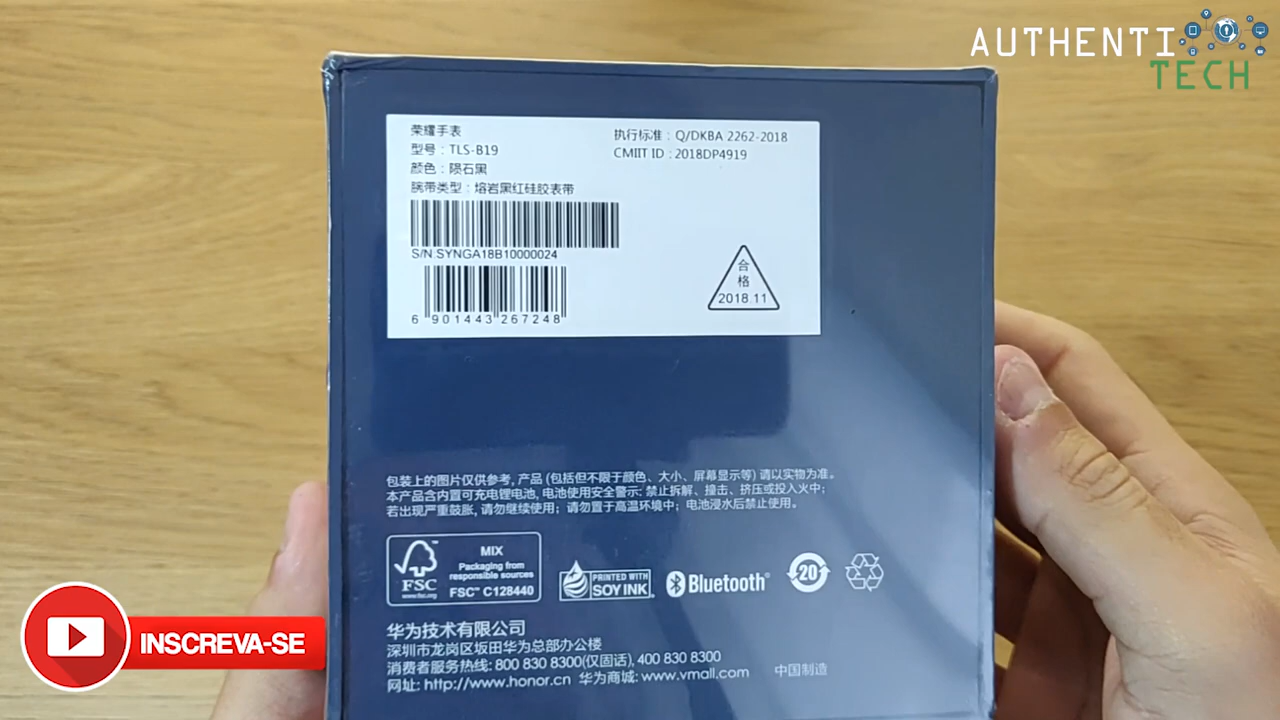 AUTHENTI
TECH
荣耀手表
型号：TLS-B19
颜色：陨石黑
腕带类型：熔岩黑红硅胶表带
执行标准：Q/DKBA 2262-2018
CMIIT ID：2018DP4919
S/N:SYNGA18B10000024
6 901443 267248
合
格
2018.11
包装上的图片仅供参考, 产品 (包括但不限于颜色、大小、屏幕显示等) 请以实物为准。
本产品含内置可充电锂电池, 电池使用安全警示: 禁止拆解、撞击、挤压或投入火中；
若出现严重鼓胀, 请勿继续使用；请勿置于高温环境中；电池浸水后禁止使用。
FSC™
www.fsc.org
MIX
Packaging from
responsible sources
FSC™ C128440
PRINTED WITH
SOY INK
Bluetooth®
20
华为技术有限公司
深圳市龙岗区坂田华为总部办公楼
消费者服务热线: 800 830 8300(仅固话), 400 830 8300
网址: http://www.honor.cn 华为商城: www.vmall.com
中国制造
INSCREVA-SE